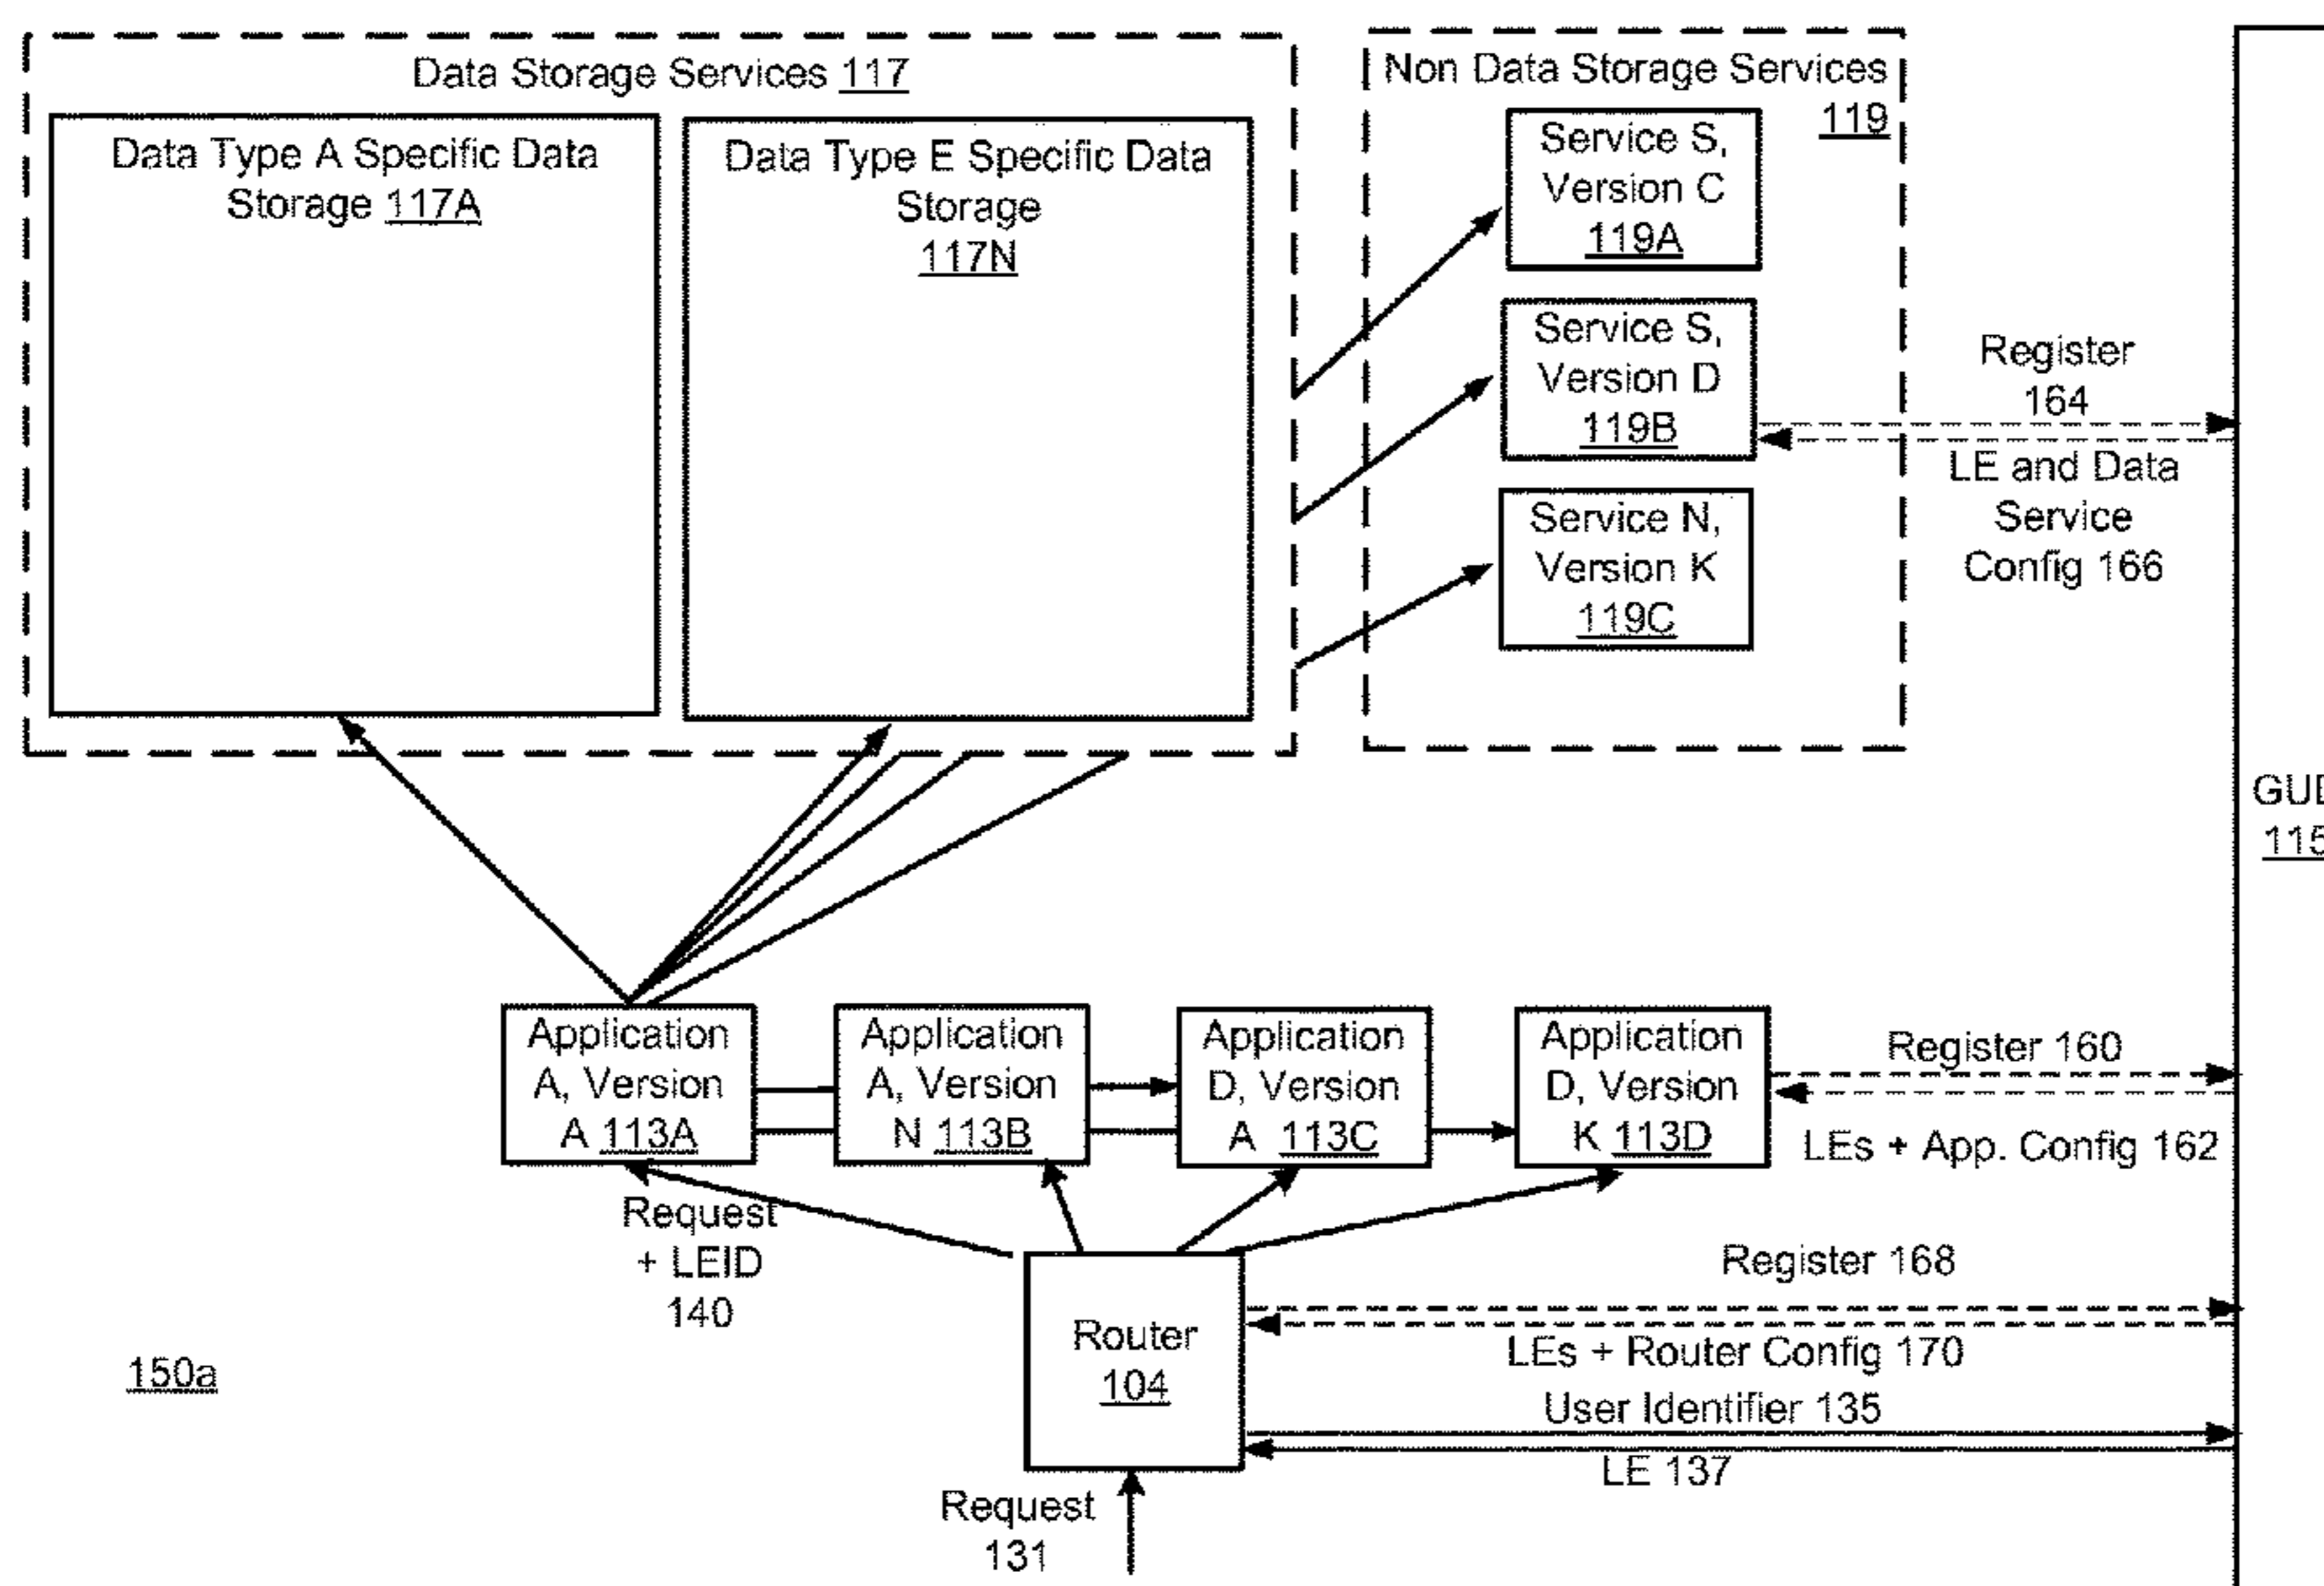 Data Storage Services 117
Data Type A Specific Data
Storage 117A
Data Type E Specific Data
Storage
117N
Non Data Storage Services
119
Service S,
Version C
119A
Service S,
Version D
119B
Service N,
Version K
119C
Register
164
LE and Data
Service
Config 166
115
Application
A, Version
A 113A
Application
A, Version
N 113B
Application
D, Version
A 113C
Application
D, Version
K 113D
Register 160
LEs + App. Config 162
Request
+ LEID
140
Router
104
Register 168
LEs + Router Config 170
User Identifier 135
LE 137
Request
131
150a